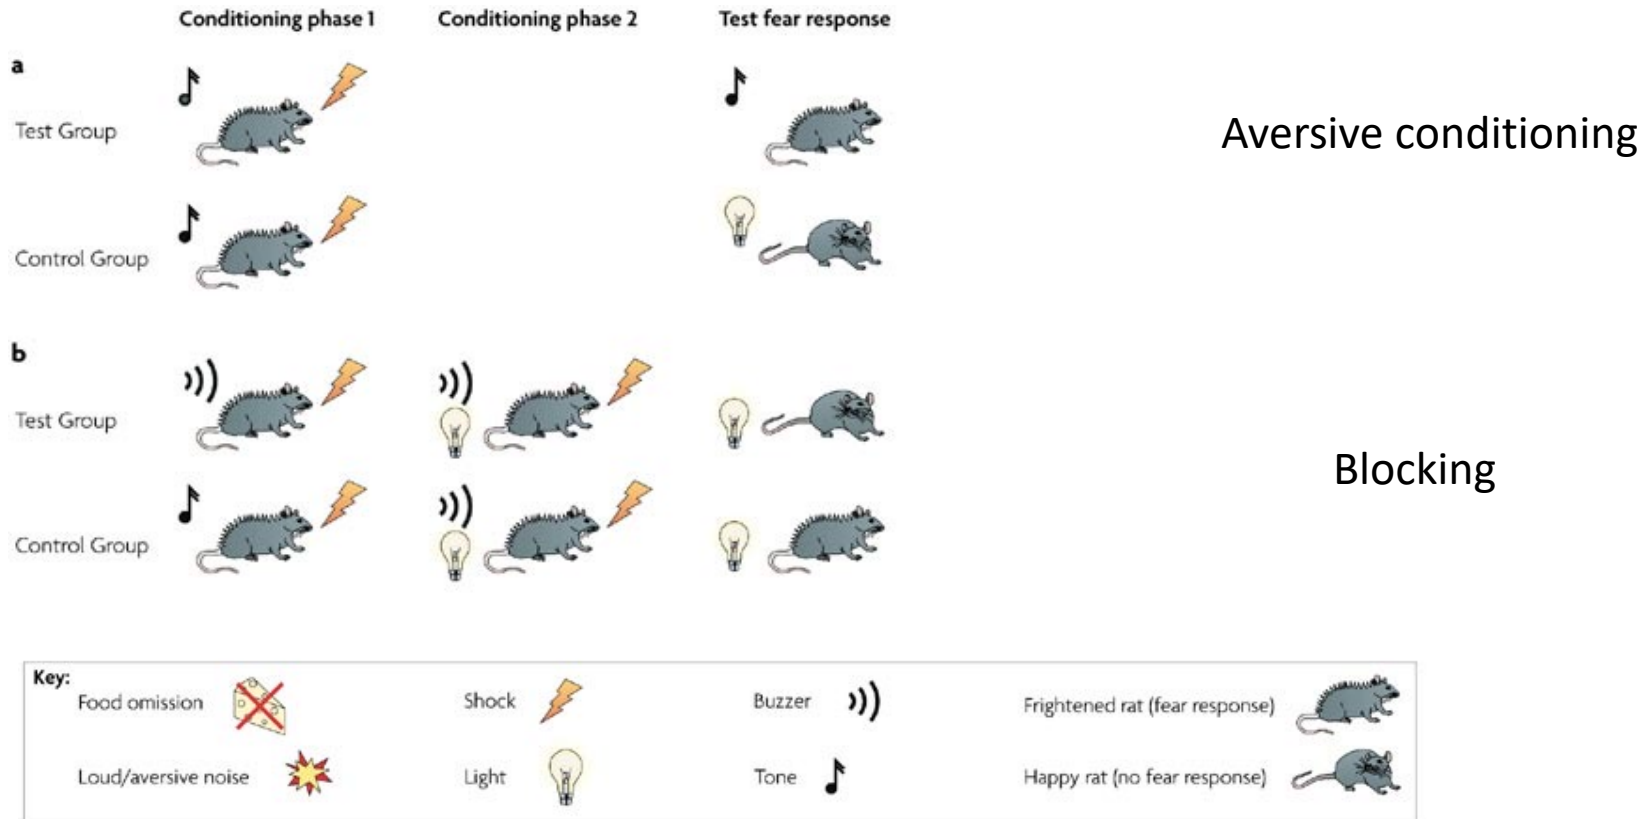 Conditioning phase 1 Conditioning phase 2 Test fear response
a
Test Group
Aversive conditioning
Control Group
b
Test Group
Blocking
Control Group
Key:
Food omission Shock Buzzer Frightened rat (fear response)
Loud/aversive noise Light Tone Happy rat (no fear response)